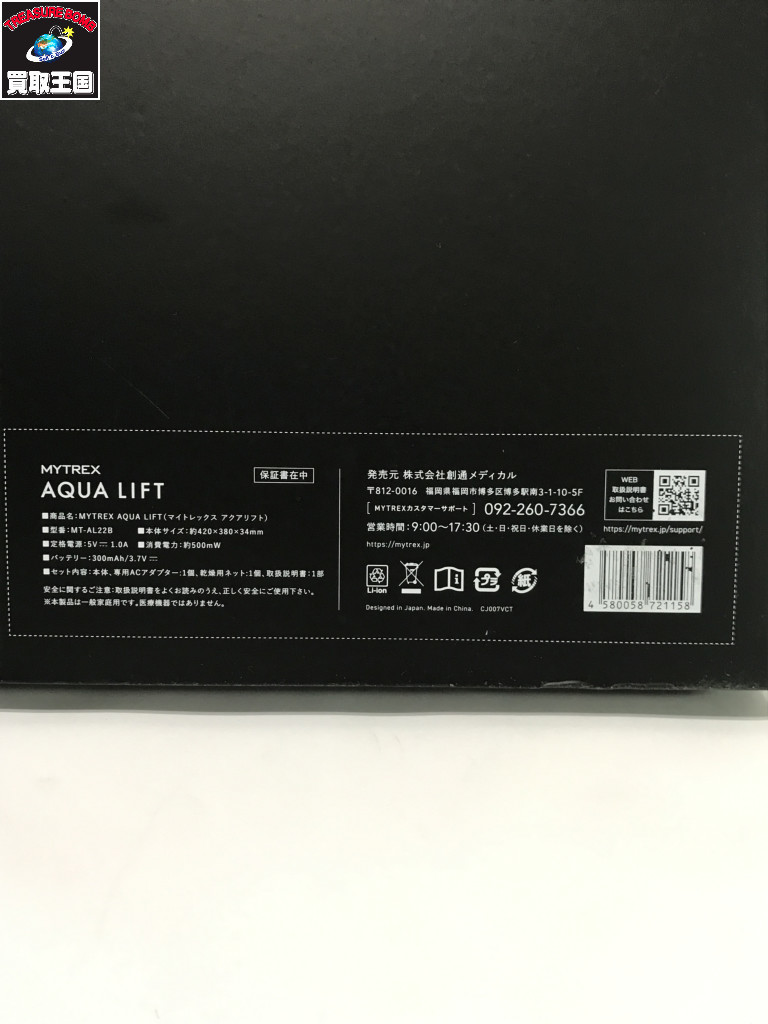 TREASURE BOMB
買取王国
MYTREX
AQUA LIFT
保証書在中
■商品名：MYTREX AQUA LIFT（マイトレックス アクアリフト）
■型番：MT-AL22B ■本体サイズ：約420×380×34mm
■定格電源：5V⎓1.0A ■消費電力：約500mW
■バッテリー：300mAh/3.7V⎓
■セット内容：本体、専用ACアダプター：1個、乾燥用ネット：1個、取扱説明書：1部
安全に関するご注意：取扱説明書をよくお読みのうえ、正しく安全にご使用下さい。
※本製品は一般家庭用です。医療機器ではありません。
発売元 株式会社創通メディカル
〒812-0016 福岡県福岡市博多区博多駅南3-1-10-5F
［ MYTREXカスタマーサポート ］ 092-260-7366
営業時間：9:00〜17:30（土・日・祝日・休業日を除く）
https://mytrex.jp
Li-ion
プラ
紙
Designed in Japan. Made in China. CJ007VCT
WEB
取扱説明書
お問い合わせ
はこちら
https://mytrex.jp/support/
4 580058 721158